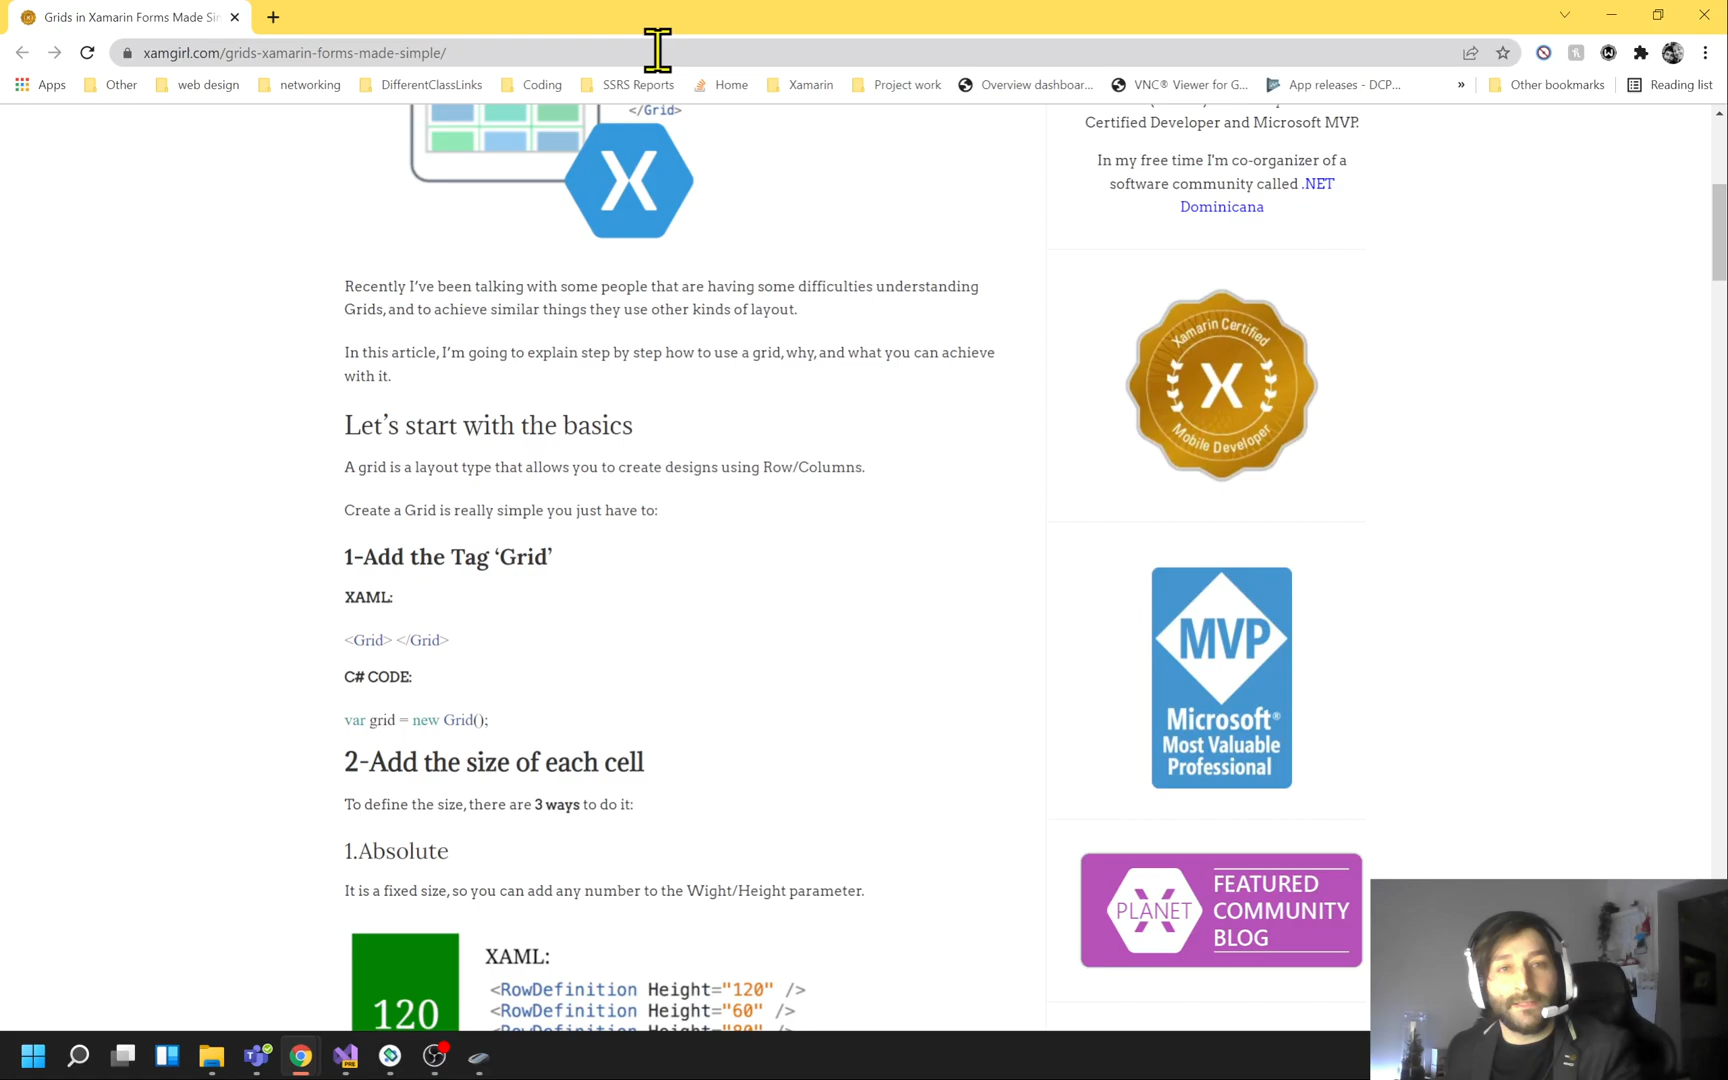 Grids in Xamarin Forms Made Si
xamgirl.com/grids-xamarin-forms-made-simple/
Apps
Other
web design
networking
DifferentClassLinks
Coding
SSRS Reports
Home
Xamarin
Project work
Overview dashboar...
VNC® Viewer for G...
App releases - DCP...
»
Other bookmarks
Reading list
</Grid>
X
Recently I've been talking with some people that are having some difficulties understanding
Grids, and to achieve similar things they use other kinds of layout.
In this article, I'm going to explain step by step how to use a grid, why, and what you can achieve
with it.
Let's start with the basics
A grid is a layout type that allows you to create designs using Row/Columns.
Create a Grid is really simple you just have to:
1-Add the Tag 'Grid'
XAML:
<Grid> </Grid>
C# CODE:
var grid = new Grid();
2-Add the size of each cell
To define the size, there are 3 ways to do it:
1.Absolute
It is a fixed size, so you can add any number to the Wight/Height parameter.
120
XAML:
<RowDefinition Height="120" />
<RowDefinition Height="60" />
<RowDefinition Height="80" />
Certified Developer and Microsoft MVP.
In my free time I'm co-organizer of a
software community called .NET
Dominicana
Xamarin Certified
X
Mobile Developer
MVP
Microsoft®
Most Valuable
Professional
PLANET
X
FEATURED
COMMUNITY
BLOG